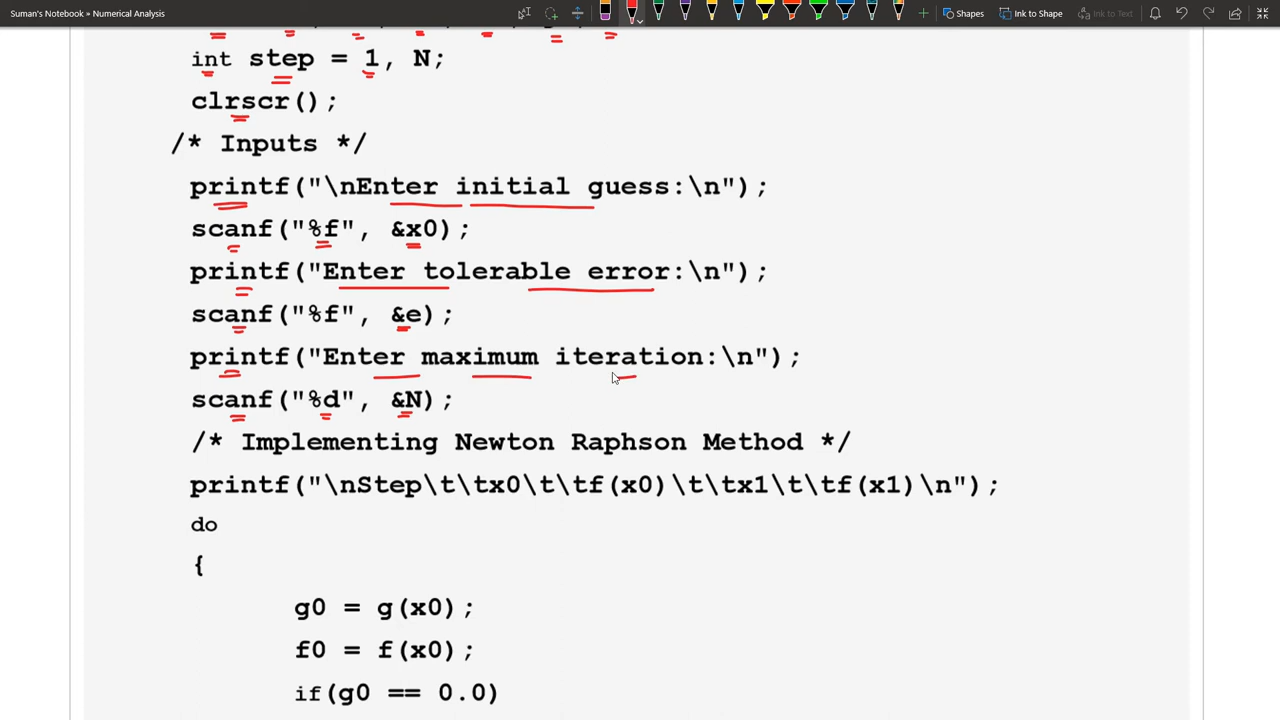 Suman's Notebook » Numerical Analysis
Shapes
Ink to Shape
Ink to Text
int step = 1, N;
clrscr();
/* Inputs */
printf("\nEnter initial guess:\n");
scanf("%f", &x0);
printf("Enter tolerable error:\n");
scanf("%f", &e);
printf("Enter maximum iteration:\n");
scanf("%d", &N);
/* Implementing Newton Raphson Method */
printf("\nStep\t\tx0\t\tf(x0)\t\tx1\t\tf(x1)\n");
do
{
g0 = g(x0);
f0 = f(x0);
if(g0 == 0.0)